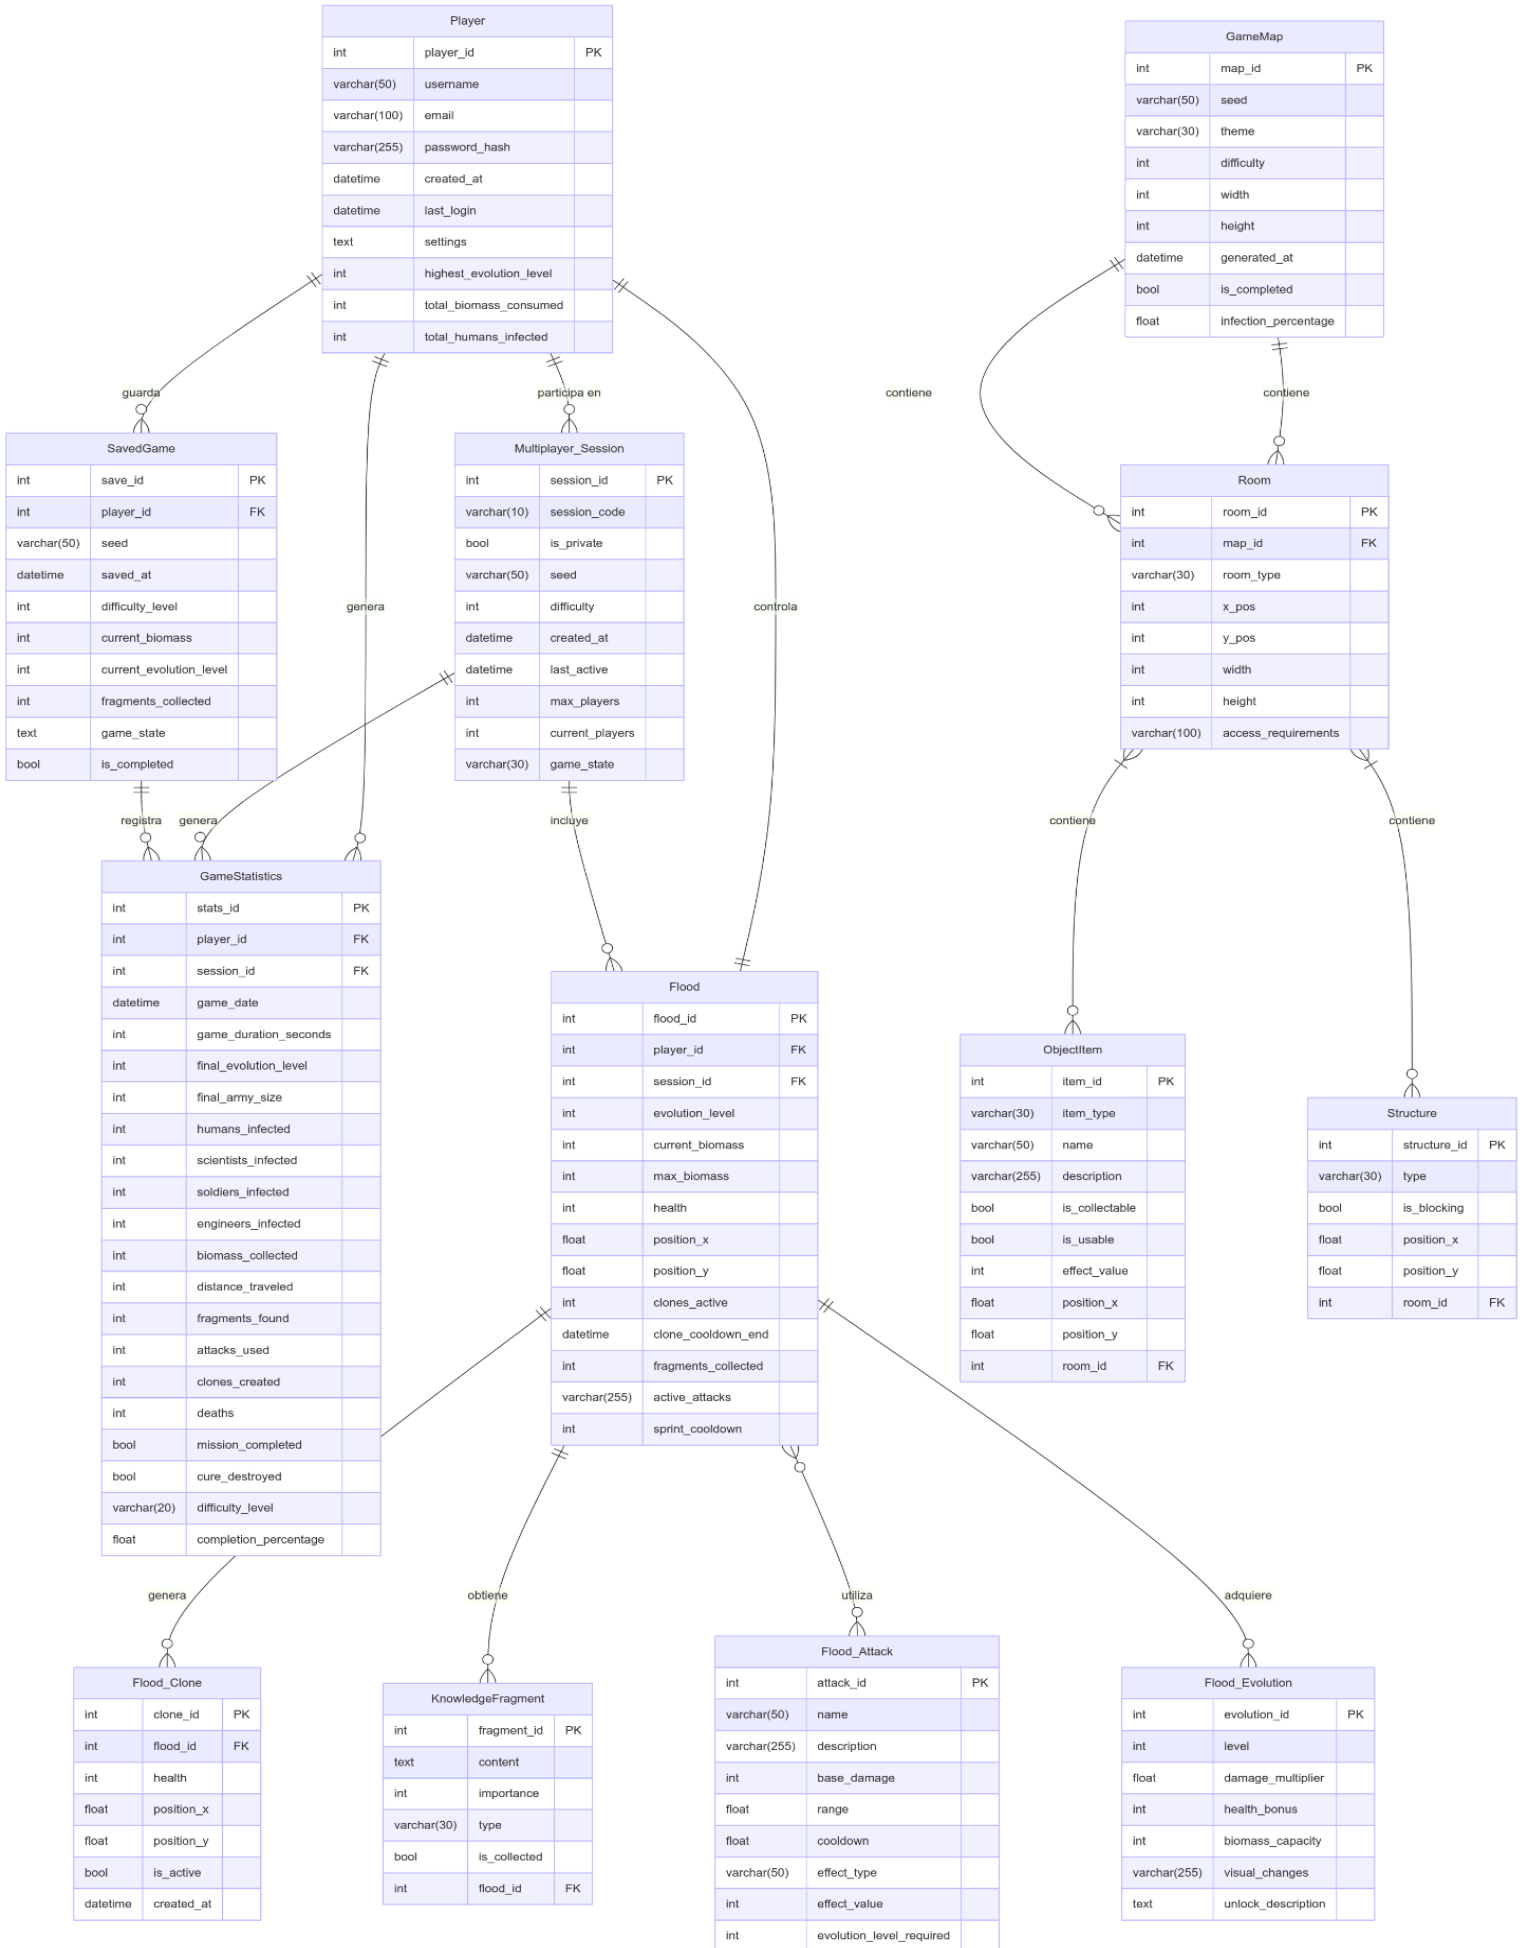 Player
int player_id PK
varchar(50) username
varchar(100) email
varchar(255) password_hash
datetime created_at
datetime last_login
text settings
int highest_evolution_level
int total_biomass_consumed
int total_humans_infected
GameMap
int map_id PK
varchar(50) seed
varchar(30) theme
int difficulty
int width
int height
datetime generated_at
bool is_completed
float infection_percentage
guarda
participa en
contiene
contiene
SavedGame
int save_id PK
int player_id FK
varchar(50) seed
datetime saved_at
int difficulty_level
int current_biomass
int current_evolution_level
int fragments_collected
text game_state
bool is_completed
genera
Multiplayer_Session
int session_id PK
varchar(10) session_code
bool is_private
varchar(50) seed
int difficulty
datetime created_at
datetime last_active
int max_players
int current_players
varchar(30) game_state
controla
Room
int room_id PK
int map_id FK
varchar(30) room_type
int x_pos
int y_pos
int width
int height
varchar(100) access_requirements
registra
genera
incluye
contiene
contiene
GameStatistics
int stats_id PK
int player_id FK
int session_id FK
datetime game_date
int game_duration_seconds
int final_evolution_level
int final_army_size
int humans_infected
int scientists_infected
int soldiers_infected
int engineers_infected
int biomass_collected
int distance_traveled
int fragments_found
int attacks_used
int clones_created
int deaths
bool mission_completed
bool cure_destroyed
varchar(20) difficulty_level
float completion_percentage
Flood
int flood_id PK
int player_id FK
int session_id FK
int evolution_level
int current_biomass
int max_biomass
int health
float position_x
float position_y
int clones_active
datetime clone_cooldown_end
int fragments_collected
varchar(255) active_attacks
int sprint_cooldown
ObjectItem
int item_id PK
varchar(30) item_type
varchar(50) name
varchar(255) description
bool is_collectable
bool is_usable
int effect_value
float position_x
float position_y
int room_id FK
Structure
int structure_id PK
varchar(30) type
bool is_blocking
float position_x
float position_y
int room_id FK
genera
obtiene
utiliza
adquiere
Flood_Clone
int clone_id PK
int flood_id FK
int health
float position_x
float position_y
bool is_active
datetime created_at
KnowledgeFragment
int fragment_id PK
text content
int importance
varchar(30) type
bool is_collected
int flood_id FK
Flood_Attack
int attack_id PK
varchar(50) name
varchar(255) description
int base_damage
float range
float cooldown
varchar(50) effect_type
int effect_value
int evolution_level_required
Flood_Evolution
int evolution_id PK
int level
float damage_multiplier
int health_bonus
int biomass_capacity
varchar(255) visual_changes
text unlock_description